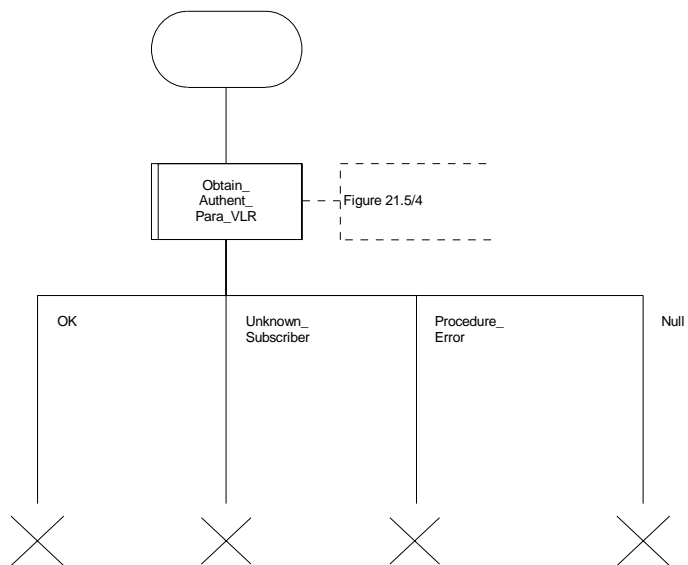 Obtain_
Authent_
Para_VLR
Figure 21.5/4
OK
Unknown_
Subscriber
Procedure_
Error
Null